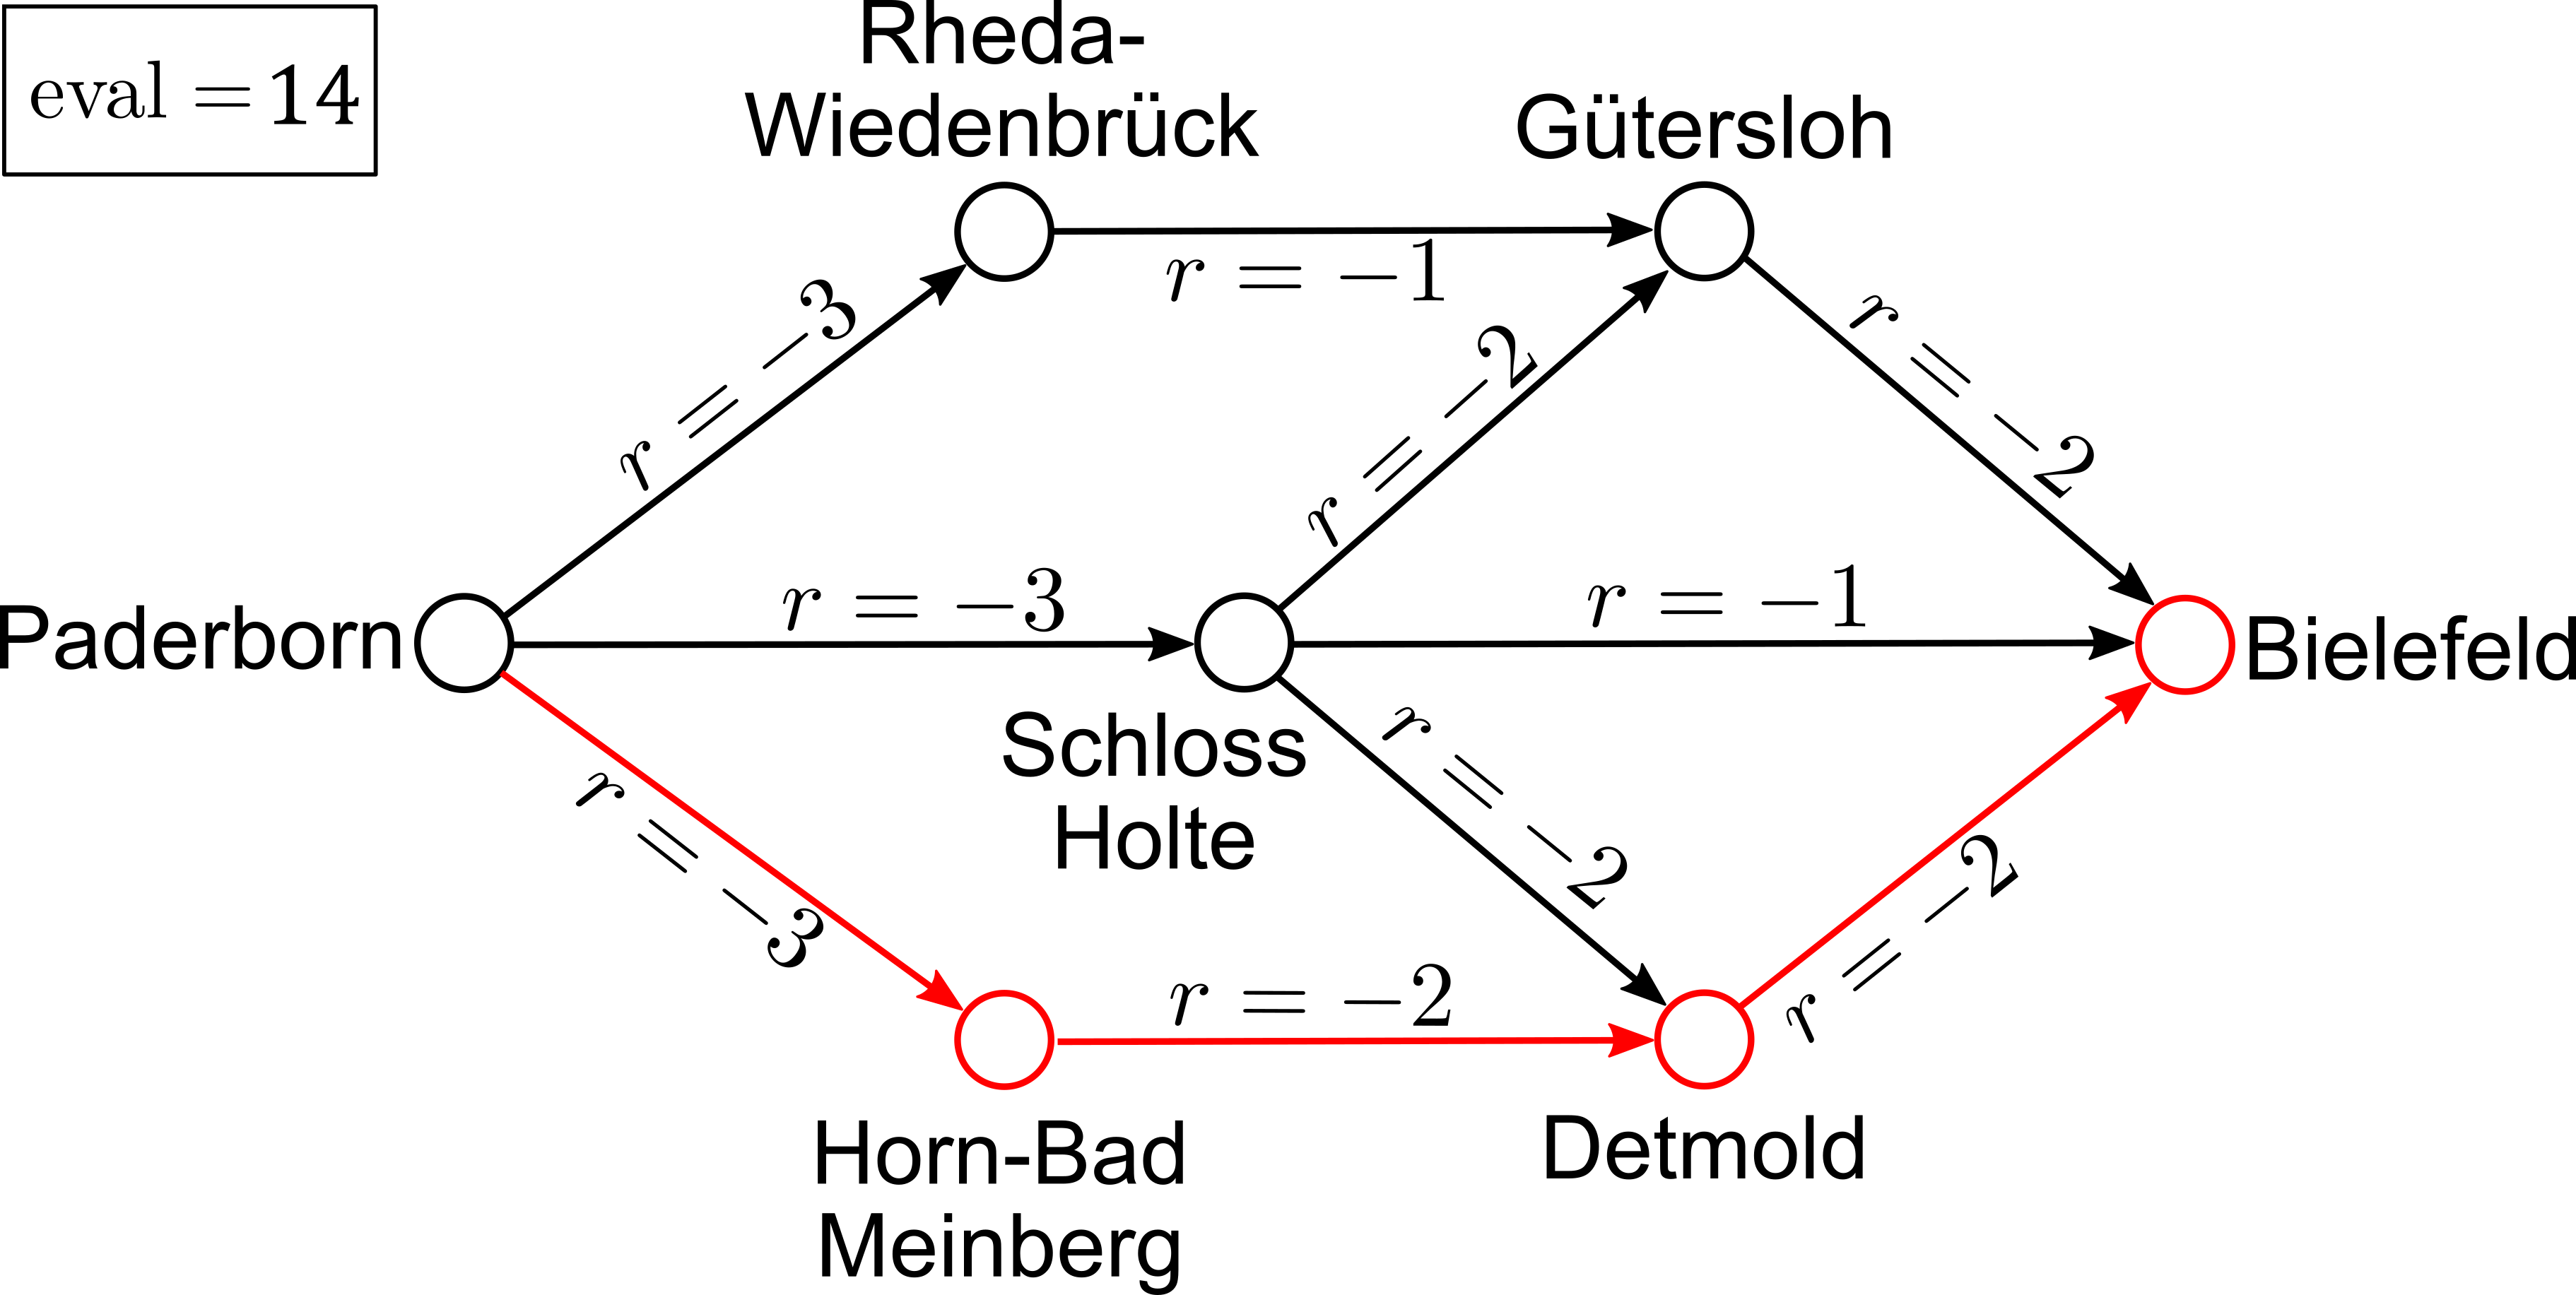 eval = 14
Rheda-
Wiedenbrück
Gütersloh
r = −3
r = −1
r = −2
r = −2
Paderborn
r = −3
r = −1
Bielefeld
Schloss
Holte
r = −3
r = −2
r = −2
r = −2
Horn-Bad
Meinberg
Detmold